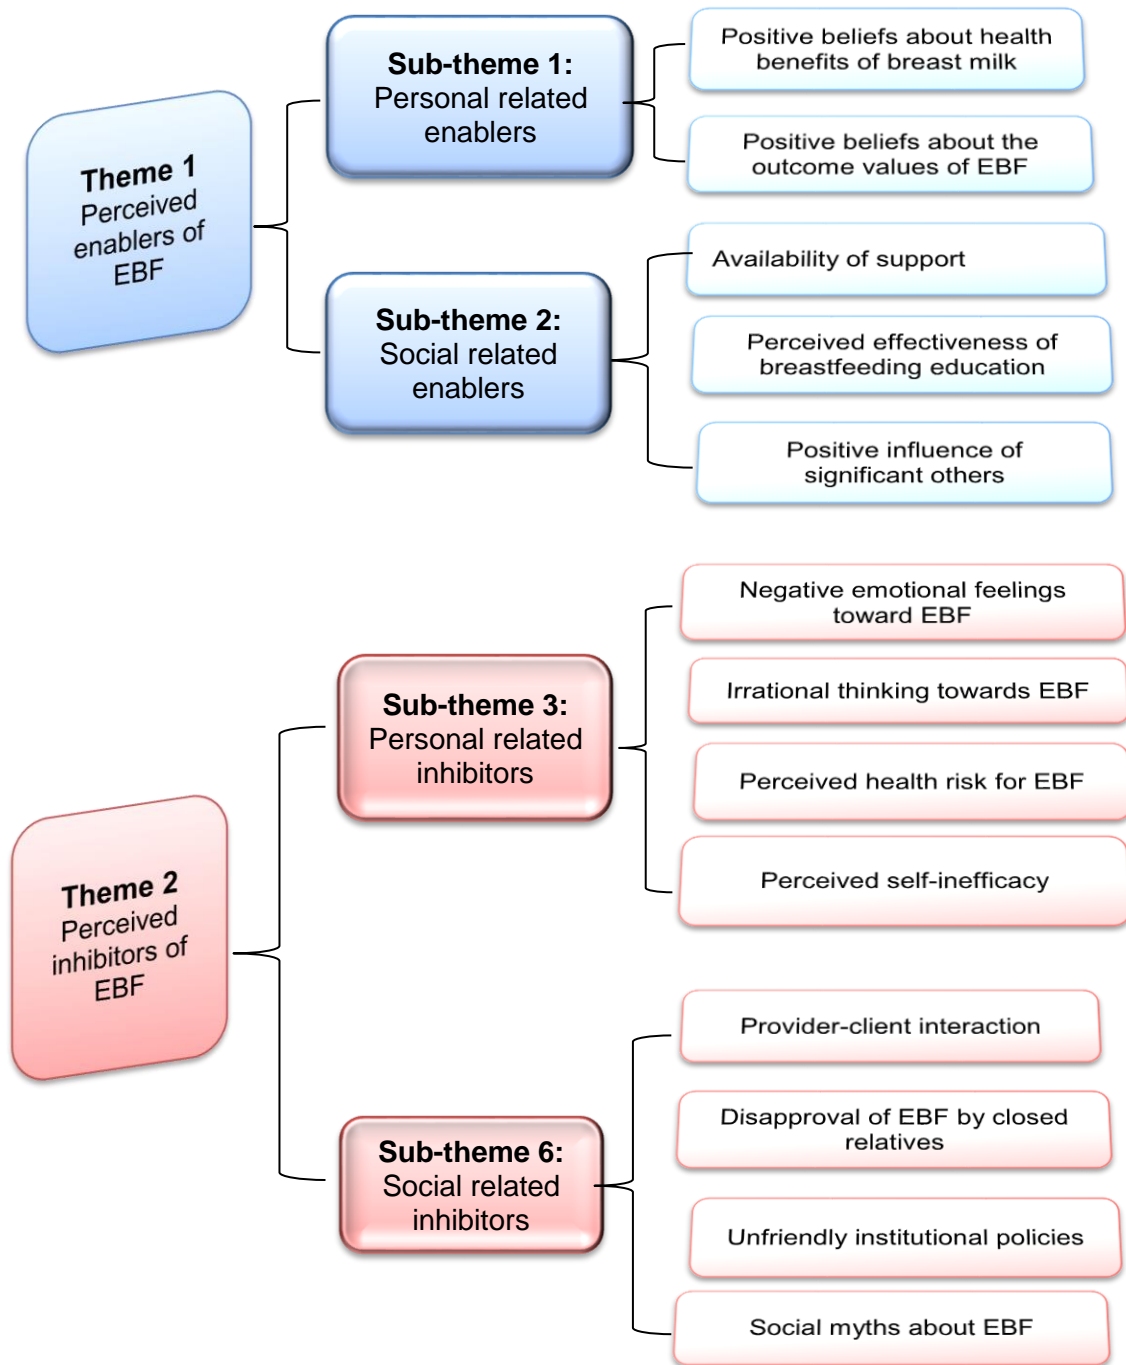 Theme 1
Perceived
enablers of
EBF
Sub-theme 1:
Personal related
enablers
Positive beliefs about health
benefits of breast milk
Positive beliefs about the
outcome values of EBF
Sub-theme 2:
Social related
enablers
Availability of support
Perceived effectiveness of
breastfeeding education
Positive influence of
significant others
Theme 2
Perceived
inhibitors of
EBF
Sub-theme 3:
Personal related
inhibitors
Negative emotional feelings
toward EBF
Irrational thinking towards EBF
Perceived health risk for EBF
Perceived self-inefficacy
Sub-theme 6:
Social related
inhibitors
Provider-client interaction
Disapproval of EBF by closed
relatives
Unfriendly institutional policies
Social myths about EBF